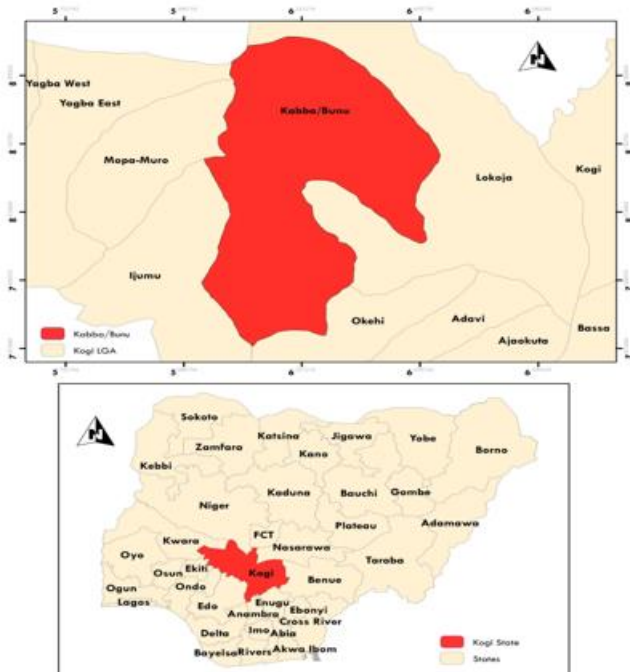 Yagba West
Yagba East
Kabba/Bunu
Mopa-Muro
Lokoja
Kogi
Ijumu
Okehi
Adavi
Ajaokuta
Bassa
Kabba/Bunu
Kogi LGA
N
Sokoto
Zamfara
Katsina
Jigawa
Yobe
Borno
Kano
Kebbi
Niger
Kaduna
Bauchi
Gombe
Adamawa
Plateau
FCT
Nasarawa
Kwara
Taraba
Oyo
Osun
Ekiti
Kogi
Benue
Ogun
Ondo
Lagos
Edo
Enugu
Anambra
Ebonyi
Cross River
Delta
Imo
Abia
Bayelsa
Rivers
Akwa Ibom
Kogi State
States